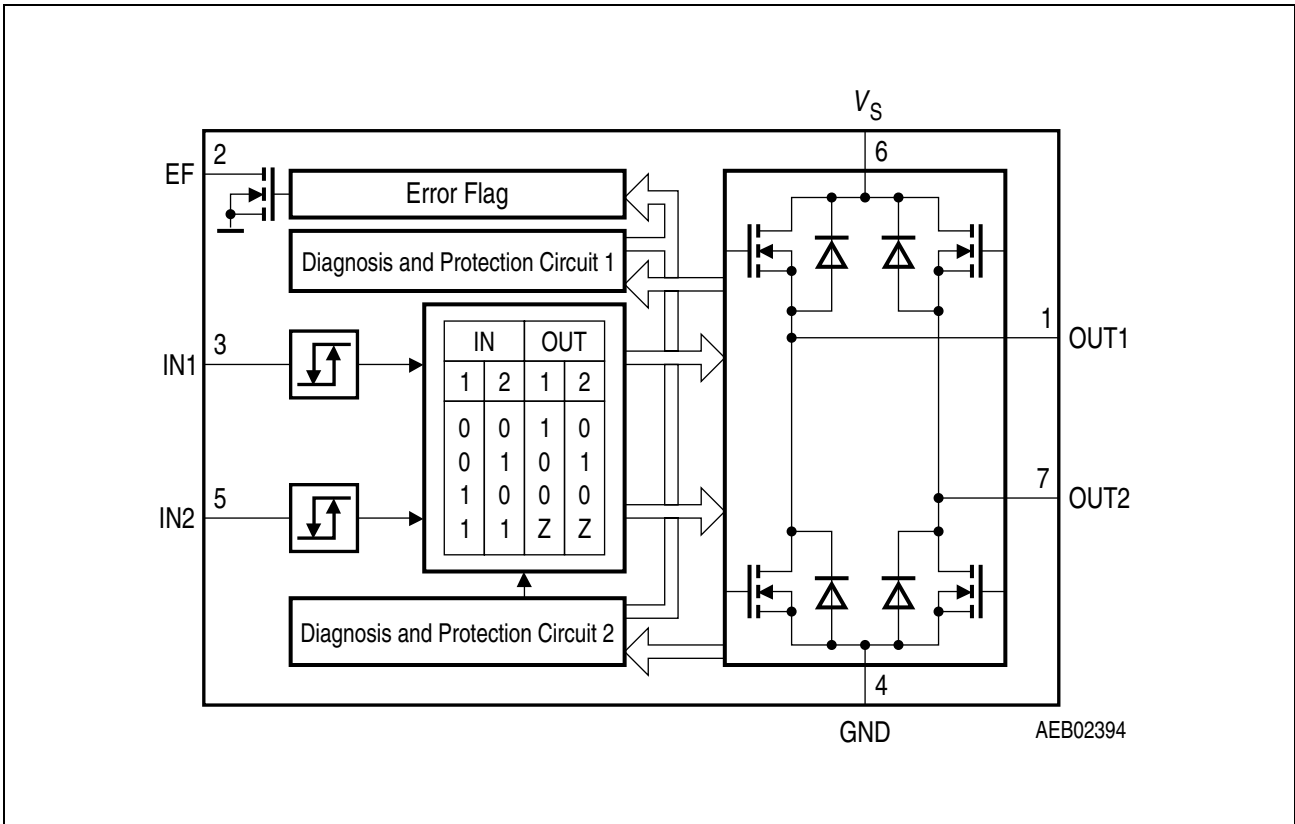 VS
6
EF 2
Error Flag
Diagnosis and Protection Circuit 1
IN1 3
IN OUT
1 2 1 2
0 0 1 0
0 1 0 1
1 0 0 0
1 1 Z Z
1 OUT1
IN2 5
7 OUT2
Diagnosis and Protection Circuit 2
4
GND
AEB02394